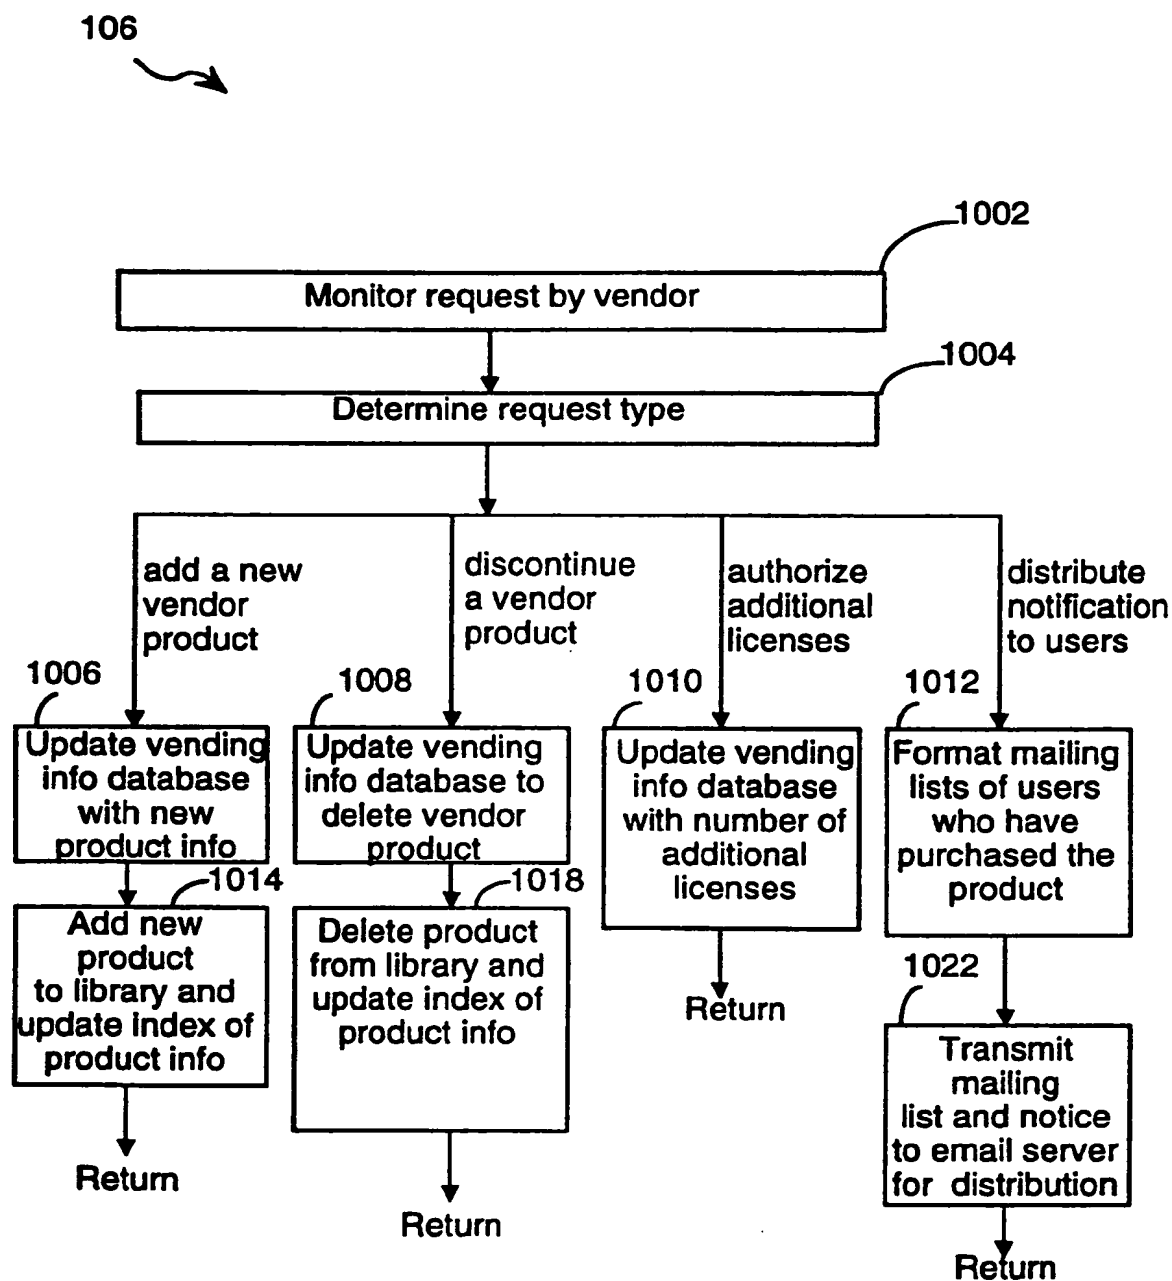 106
1002
Monitor request by vendor
1004
Determine request type
add a new
vendor
product
discontinue
a vendor
product
authorize
additional
licenses
distribute
notification
to users
1006
Update vending
info database
with new
product info
1008
Update vending
info database to
delete vendor
product
1010
Update vending
info database
with number of
additional
licenses
1012
Format mailing
lists of users
who have
purchased the
product
1014
Add new
product
to library and
update index of
product info
1018
Delete product
from library and
update index of
product info
Return
1022
Transmit
mailing
list and notice
to email server
for distribution
Return
Return
Return